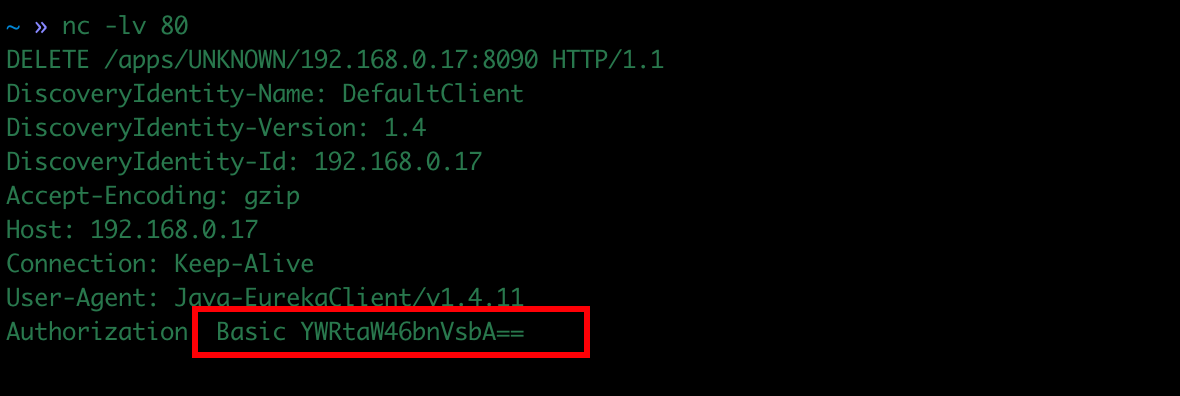 ~ » nc -lv 80
DELETE /apps/UNKNOWN/192.168.0.17:8090 HTTP/1.1
DiscoveryIdentity-Name: DefaultClient
DiscoveryIdentity-Version: 1.4
DiscoveryIdentity-Id: 192.168.0.17
Accept-Encoding: gzip
Host: 192.168.0.17
Connection: Keep-Alive
User-Agent: Java-EurekaClient/v1.4.11
Authorization Basic YWRtaW46bnVsbA==